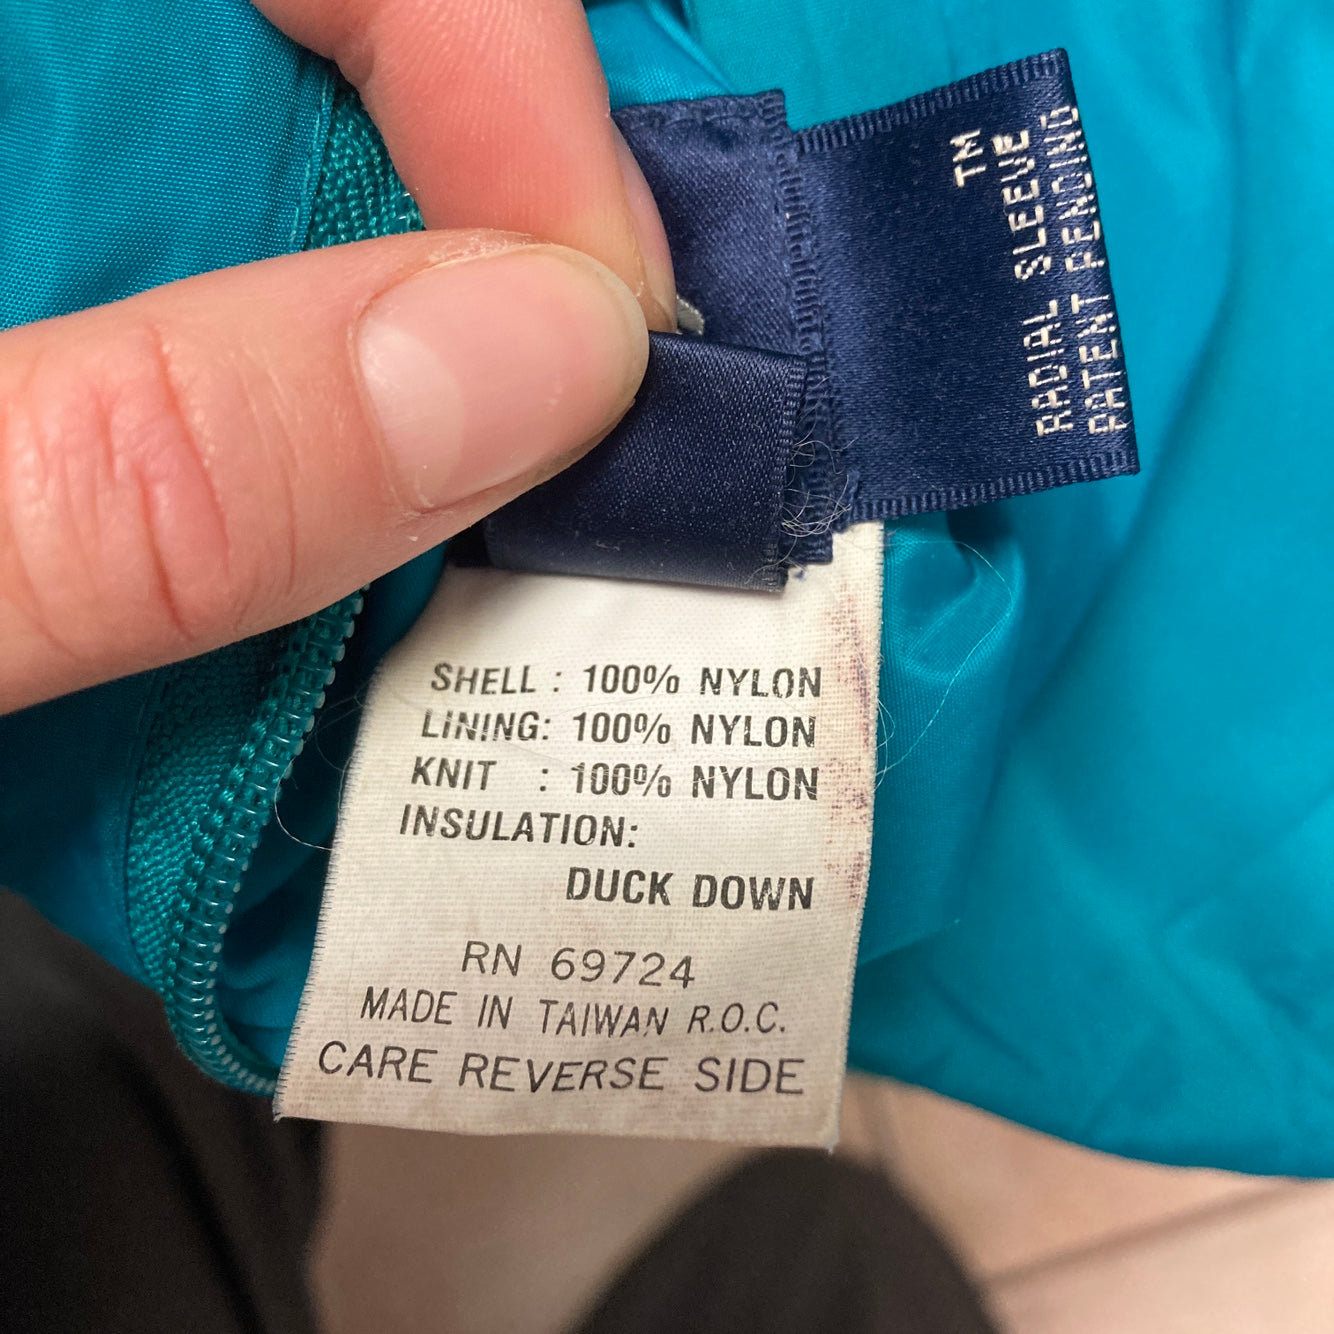 TM
RADIAL SLEEVE
PATENT PENDING
SHELL : 100% NYLON
LINING: 100% NYLON
KNIT : 100% NYLON
INSULATION:
DUCK DOWN
RN 69724
MADE IN TAIWAN R.O.C.
CARE REVERSE SIDE